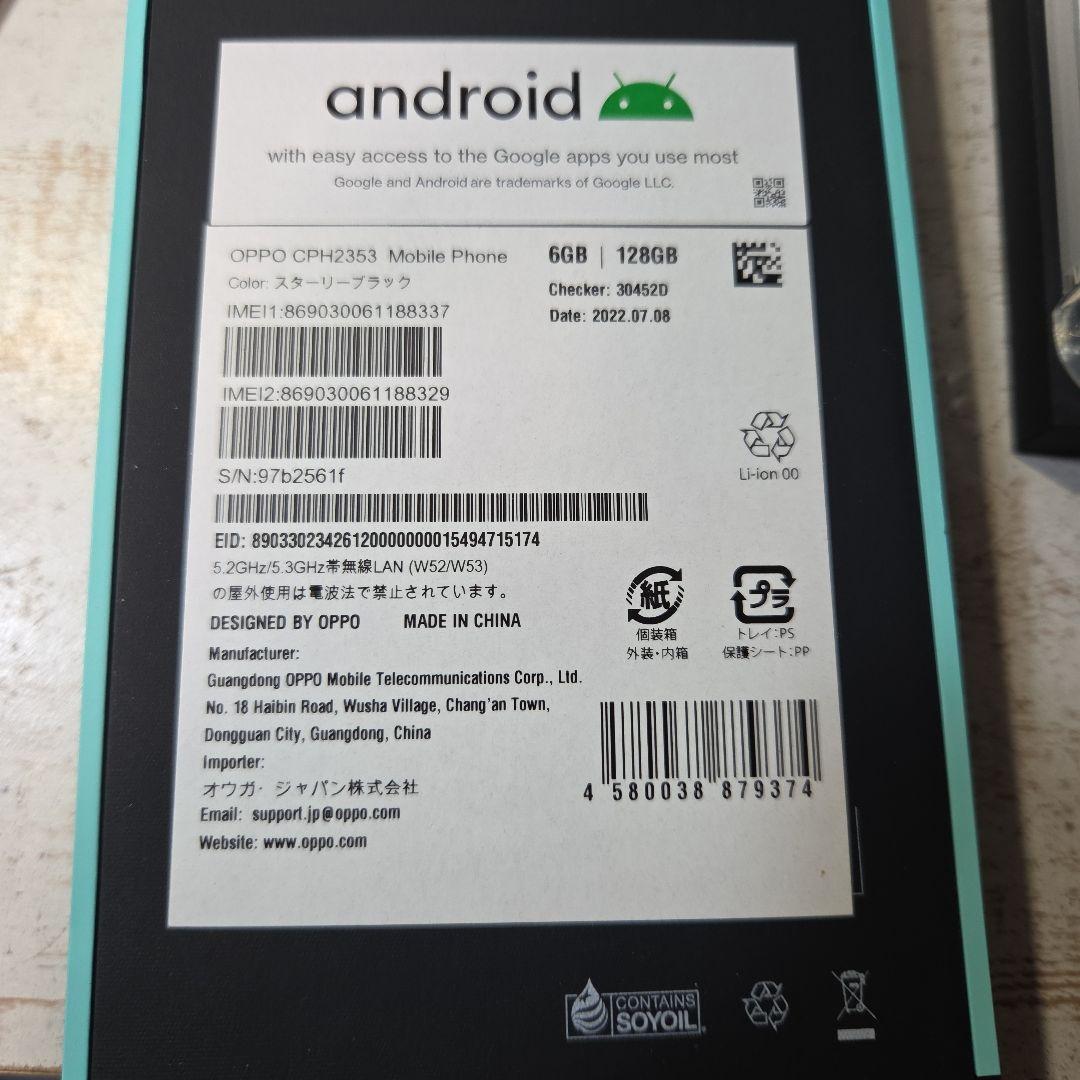 android
with easy access to the Google apps you use most
Google and Android are trademarks of Google LLC.
OPPO CPH2353 Mobile Phone
6GB | 128GB
Color: スターリーブラック
Checker: 30452D
IMEI1:869030061188337
Date: 2022.07.08
IMEI2:869030061188329
S/N:97b2561f
Li-ion 00
EID: 89033023426120000000015494715174
5.2GHz/5.3GHz帯無線LAN (W52/W53)
の屋外使用は電波法で禁止されています。
紙
個装箱
外装・内箱
プラ
トレイ:PS
保護シート:PP
DESIGNED BY OPPO MADE IN CHINA
Manufacturer:
Guangdong OPPO Mobile Telecommunications Corp., Ltd.
No. 18 Haibin Road, Wusha Village, Chang'an Town,
Dongguan City, Guangdong, China
Importer:
オウガ・ジャパン株式会社
Email: support.jp@oppo.com
Website: www.oppo.com
4 580038 879374
CONTAINS
SOYOIL